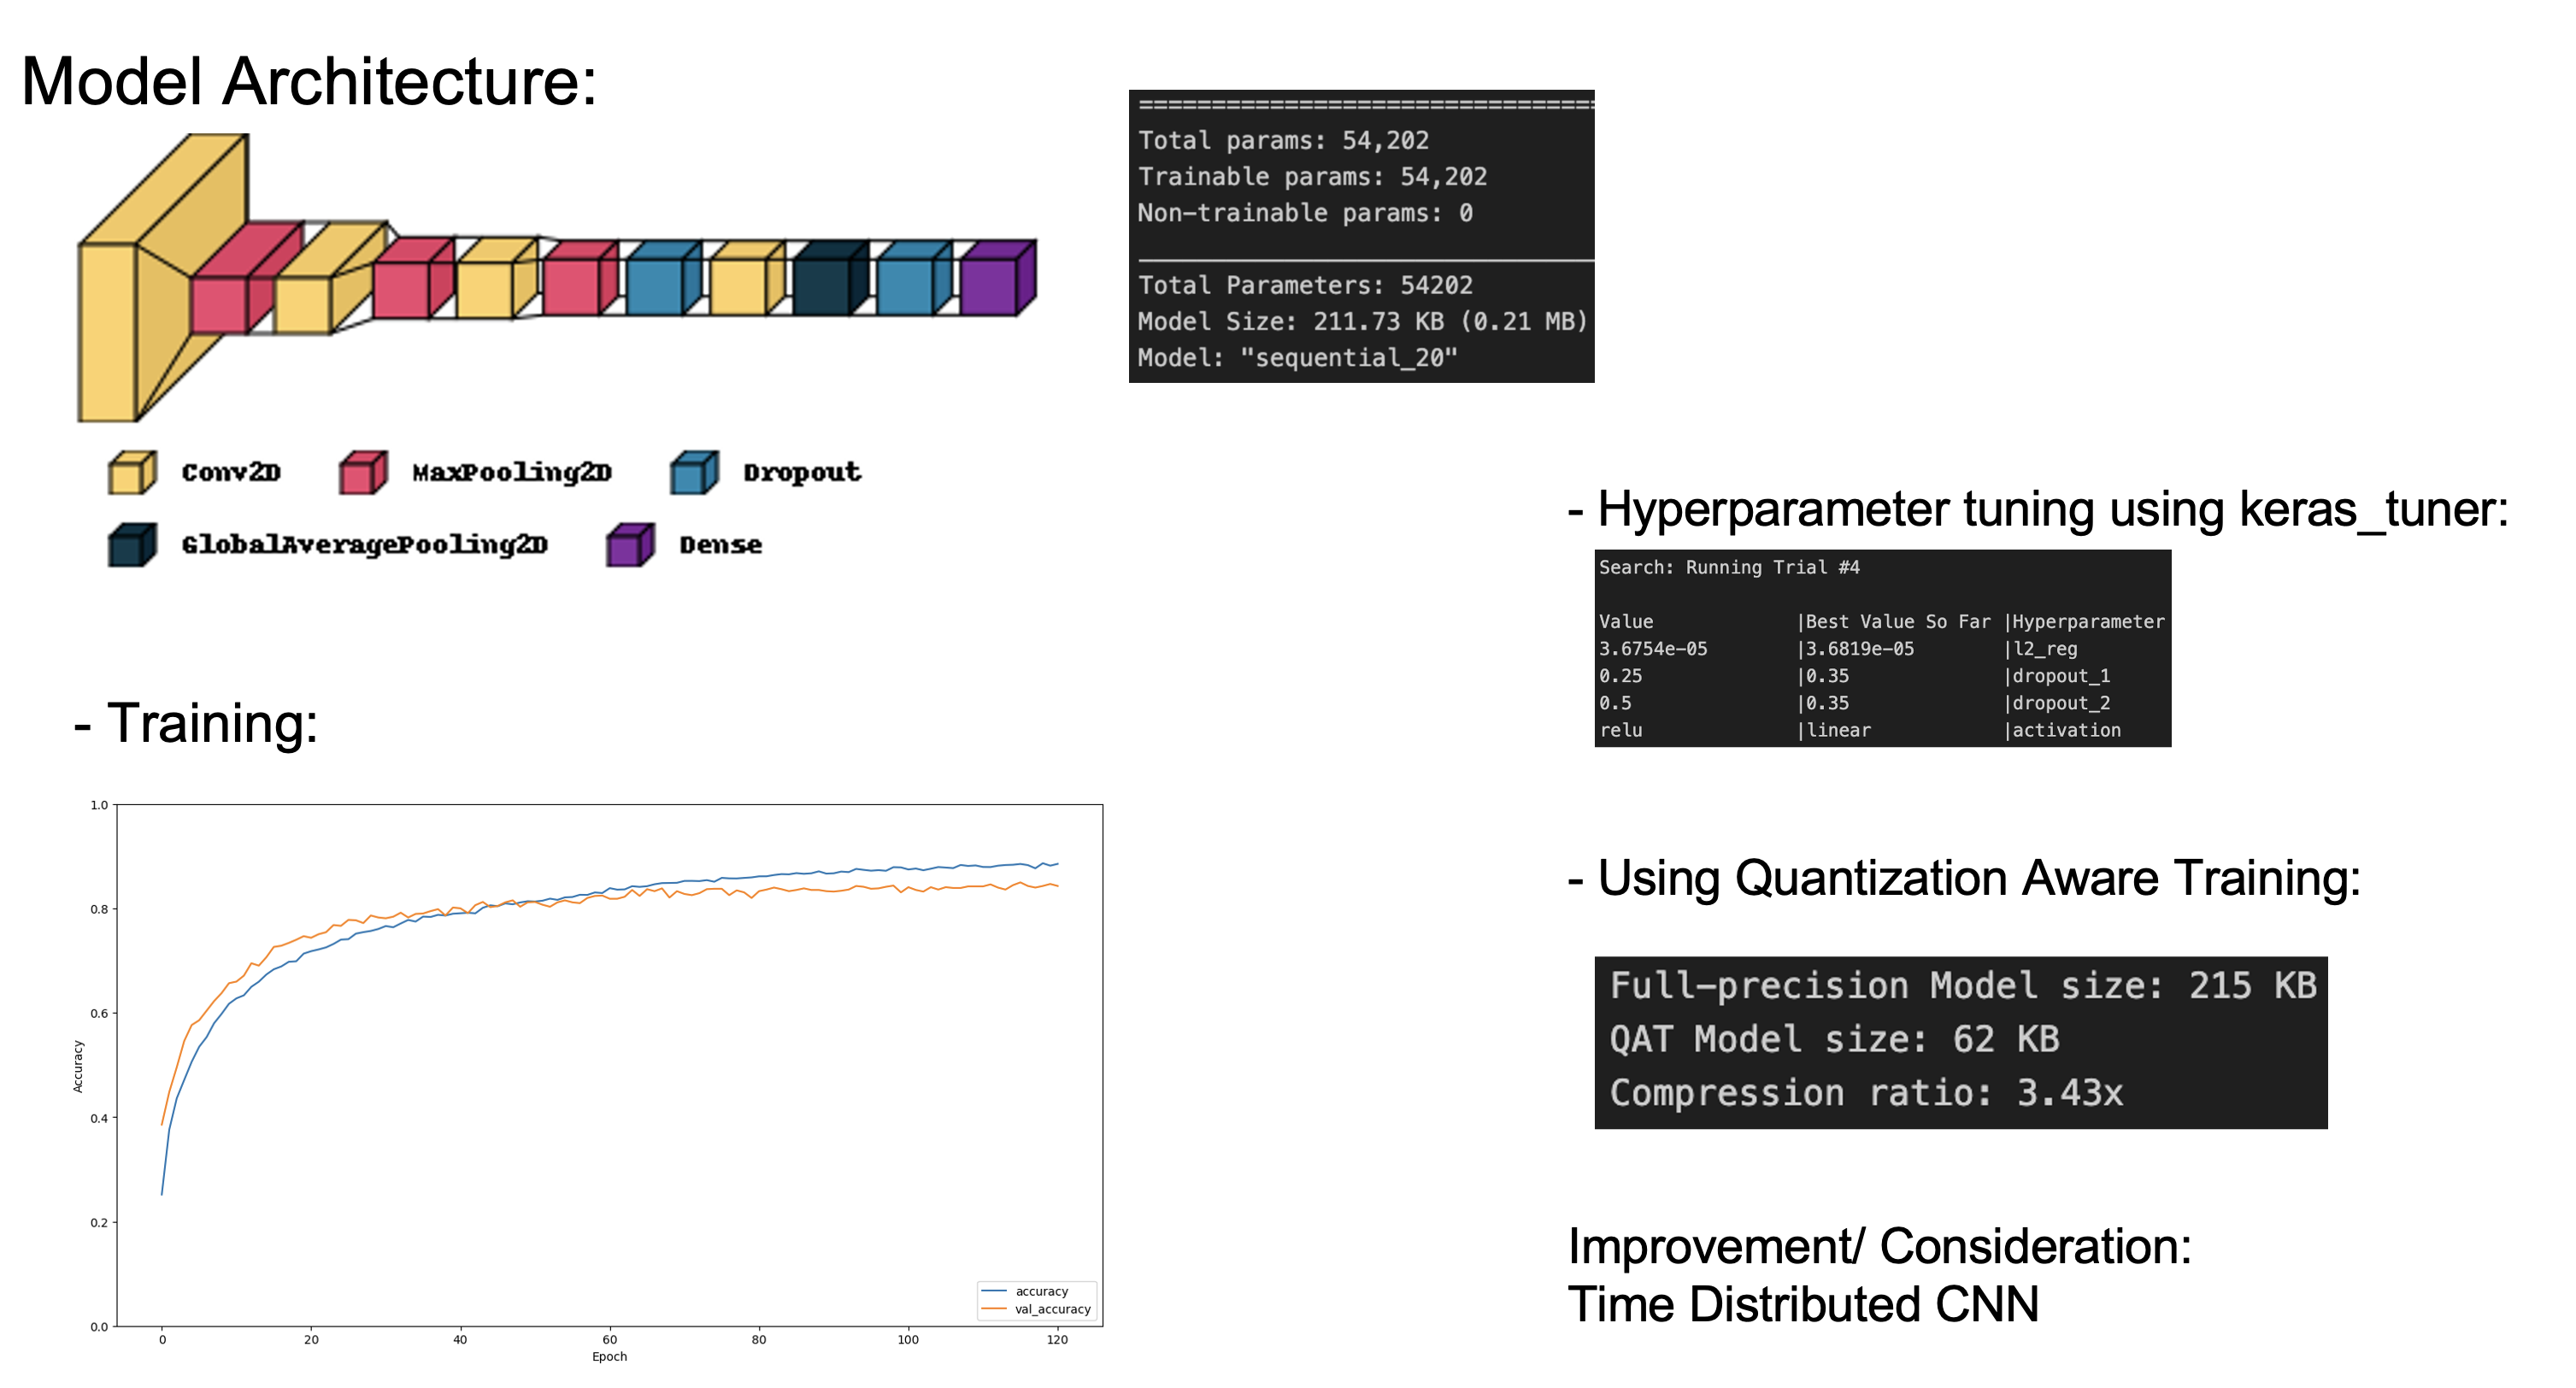 Model Architecture:
==================================
Total params: 54,202
Trainable params: 54,202
Non-trainable params: 0
Total Parameters: 54202
Model Size: 211.73 KB (0.21 MB)
Model: "sequential_20"
Conv2D MaxPooling2D Dropout
GlobalAveragePooling2D Dense
- Hyperparameter tuning using keras_tuner:
Search: Running Trial #4
Value |Best Value So Far |Hyperparameter
3.6754e-05 |3.6819e-05 |l2_reg
0.25 |0.35 |dropout_1
0.5 |0.35 |dropout_2
relu |linear |activation
- Training:
1.0
0.8
0.6
0.4
0.2
0.0
Accuracy
0 20 40 60 80 100 120
Epoch
accuracy
val_accuracy
- Using Quantization Aware Training:
Full-precision Model size: 215 KB
QAT Model size: 62 KB
Compression ratio: 3.43x
Improvement/ Consideration:
Time Distributed CNN